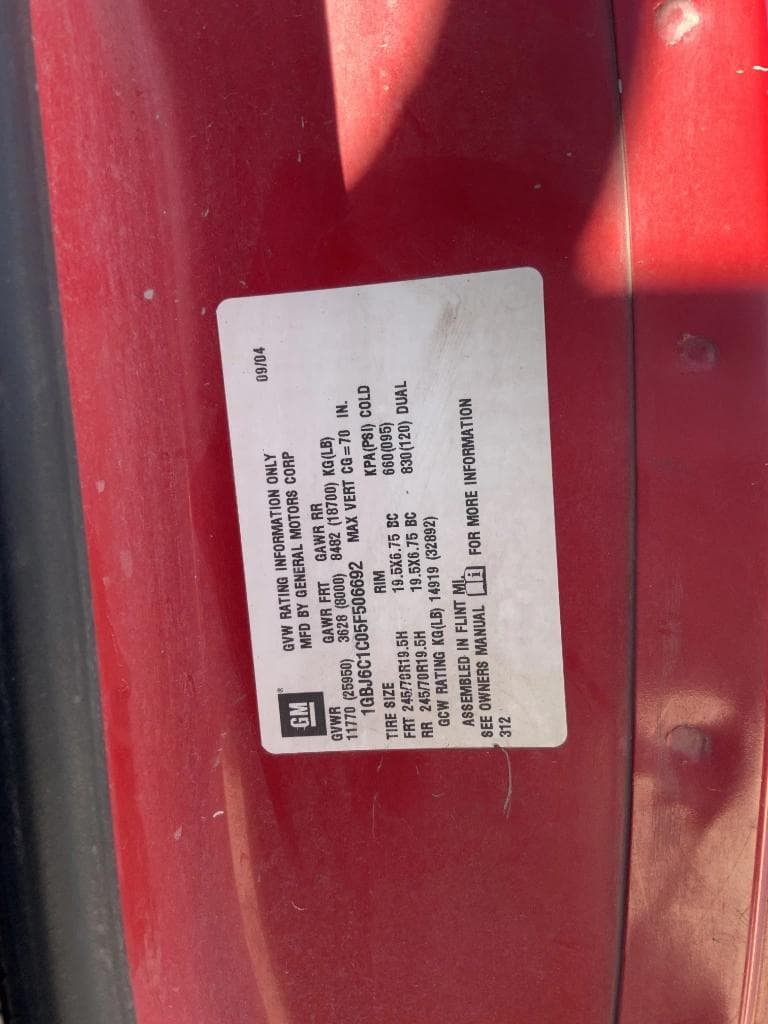 GM®
GVW RATING INFORMATION ONLY 09/04
MFD BY GENERAL MOTORS CORP
GVWR GAWR FRT GAWR RR
11770 (25950) 3628 (8000) 8482 (18700) KG(LB)
1GBJ6C1C05F506692 MAX VERT CG=70 IN.
TIRE SIZE RIM KPA(PSI) COLD
FRT 245/70R19.5H 19.5X6.75 BC 660(095)
RR 245/70R19.5H 19.5X6.75 BC 830(120) DUAL
GCW RATING KG(LB) 14919 (32892)
ASSEMBLED IN FLINT MI.
SEE OWNERS MANUAL i FOR MORE INFORMATION
312